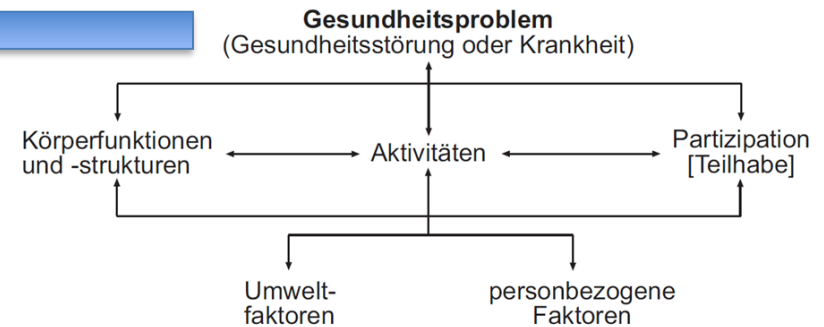 Gesundheitsproblem
(Gesundheitsstörung oder Krankheit)
Körperfunktionen
und -strukturen
Aktivitäten
Partizipation
[Teilhabe]
Umwelt-
faktoren
personbezogene
Faktoren